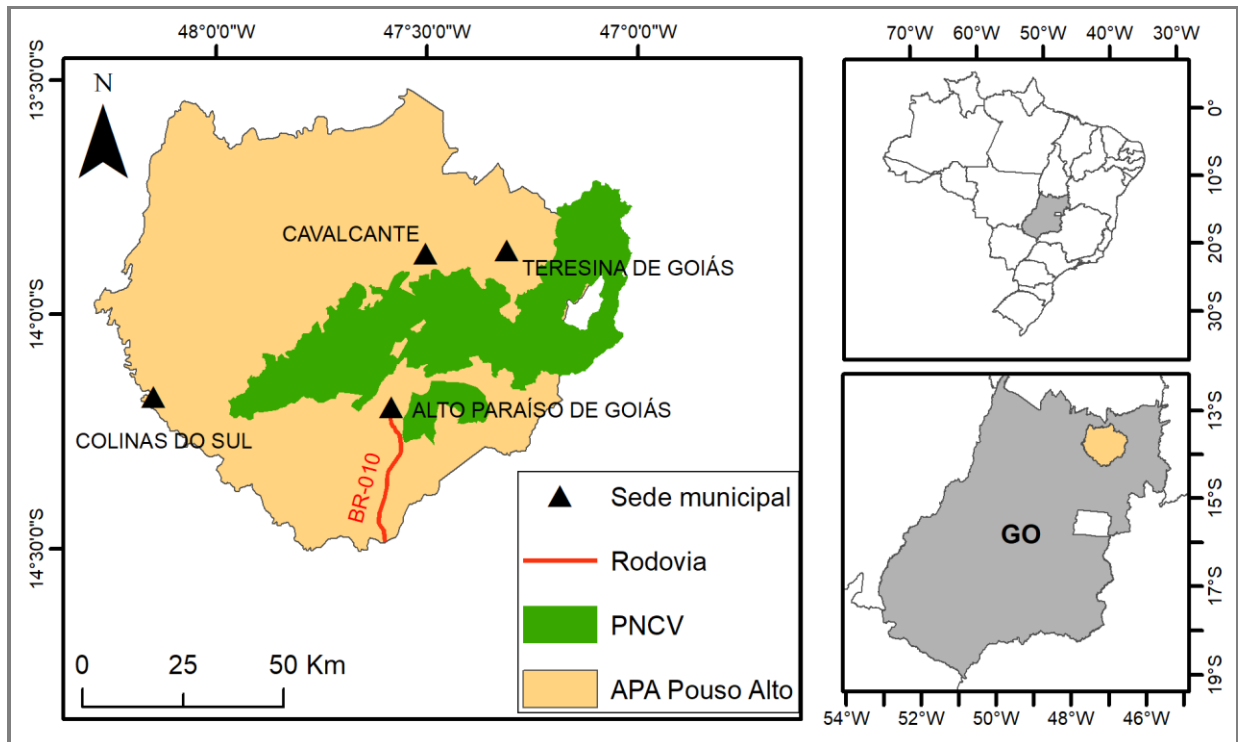 48°0'0"W 47°30'0"W 47°0'0"W
13°30'0"S
14°0'0"S
14°30'0"S
N
CAVALCANTE
TERESINA DE GOIÁS
ALTO PARAÍSO DE GOIÁS
COLINAS DO SUL
BR-010
Sede municipal
Rodovia
PNCV
APA Pouso Alto
0 25 50 Km
70°W 60°W 50°W 40°W 30°W
0°
10°S
20°S
30°S
GO
13°S
15°S
17°S
19°S
54°W 52°W 50°W 48°W 46°W